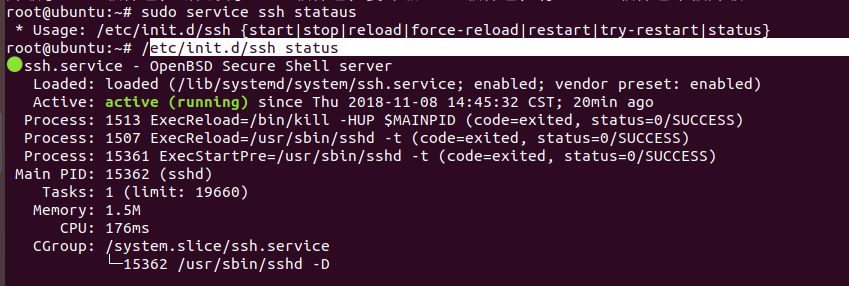 root@ubuntu:~# sudo service ssh stataus
 * Usage: /etc/init.d/ssh {start|stop|reload|force-reload|restart|try-restart|status}
root@ubuntu:~# /etc/init.d/ssh status
●ssh.service - OpenBSD Secure Shell server
   Loaded: loaded (/lib/systemd/system/ssh.service; enabled; vendor preset: enabled)
   Active: active (running) since Thu 2018-11-08 14:45:32 CST; 20min ago
  Process: 1513 ExecReload=/bin/kill -HUP $MAINPID (code=exited, status=0/SUCCESS)
  Process: 1507 ExecReload=/usr/sbin/sshd -t (code=exited, status=0/SUCCESS)
  Process: 15361 ExecStartPre=/usr/sbin/sshd -t (code=exited, status=0/SUCCESS)
 Main PID: 15362 (sshd)
    Tasks: 1 (limit: 19660)
   Memory: 1.5M
      CPU: 176ms
   CGroup: /system.slice/ssh.service
           └─15362 /usr/sbin/sshd -D